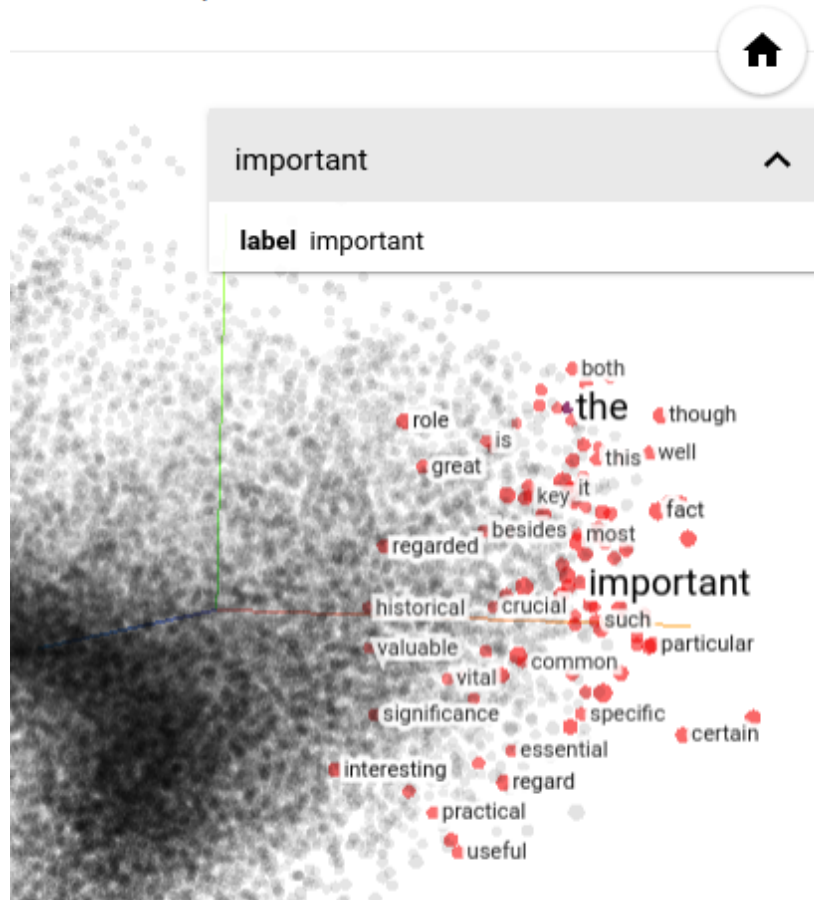 important
label important
both
the
though
role
is
well
this
great
it
key
fact
besides
most
regarded
important
historical
crucial
such
valuable
particular
common
vital
significance
specific
certain
essential
interesting
regard
practical
useful